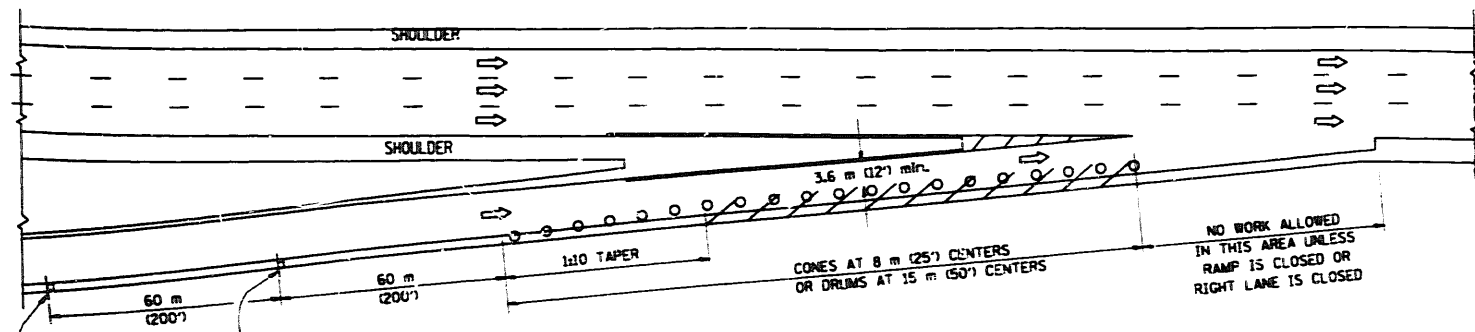 SHOULDER
SHOULDER
3.6 m (12') min.
1:10 TAPER
60 m
(200')
60 m
(200')
CONES AT 8 m (25') CENTERS
OR DRUMS AT 15 m (50') CENTERS
NO WORK ALLOWED
IN THIS AREA UNLESS
RAMP IS CLOSED OR
RIGHT LANE IS CLOSED